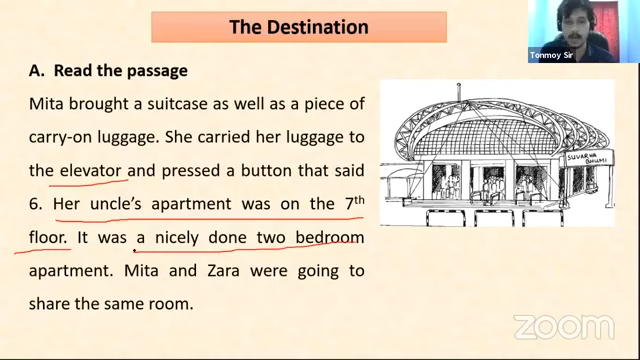 The Destination
Tonmoy Sir
A. Read the passage
Mita brought a suitcase as well as a piece of
carry-on luggage. She carried her luggage to
the elevator and pressed a button that said
6. Her uncle's apartment was on the 7th
floor. It was a nicely done two bedroom
apartment. Mita and Zara were going to
share the same room.
SUVARNA
BHUMI
zoom